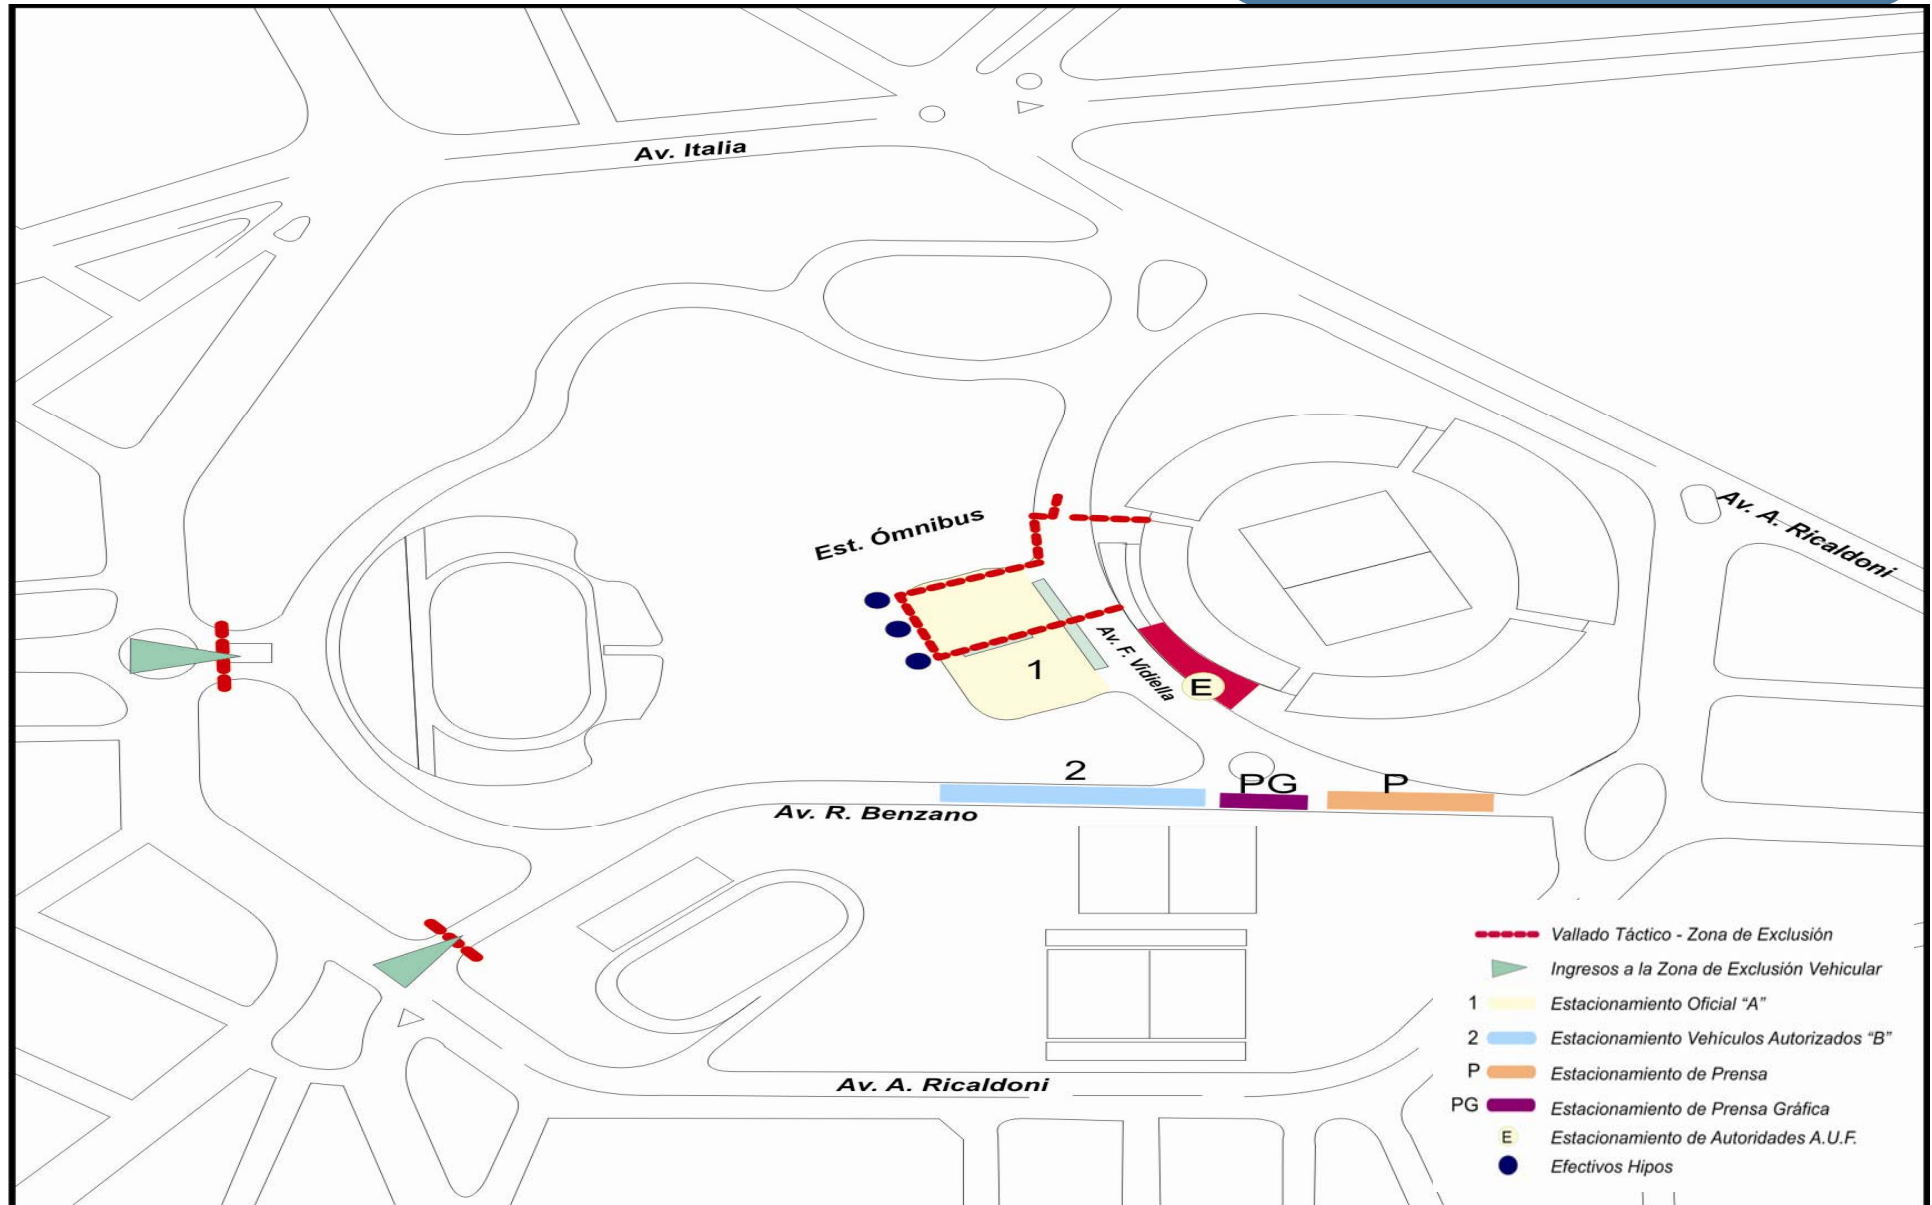 Av. Italia
Av. A. Ricaldoni
Est. Ómnibus
1
Av. F. Vidiella
E
2
PG
P
Av. R. Benzano
Av. A. Ricaldoni
Vallado Táctico - Zona de Exclusión
Ingresos a la Zona de Exclusión Vehicular
1 Estacionamiento Oficial “A”
2 Estacionamiento Vehículos Autorizados “B”
P Estacionamiento de Prensa
PG Estacionamiento de Prensa Gráfica
E Estacionamiento de Autoridades A.U.F.
Efectivos Hipos